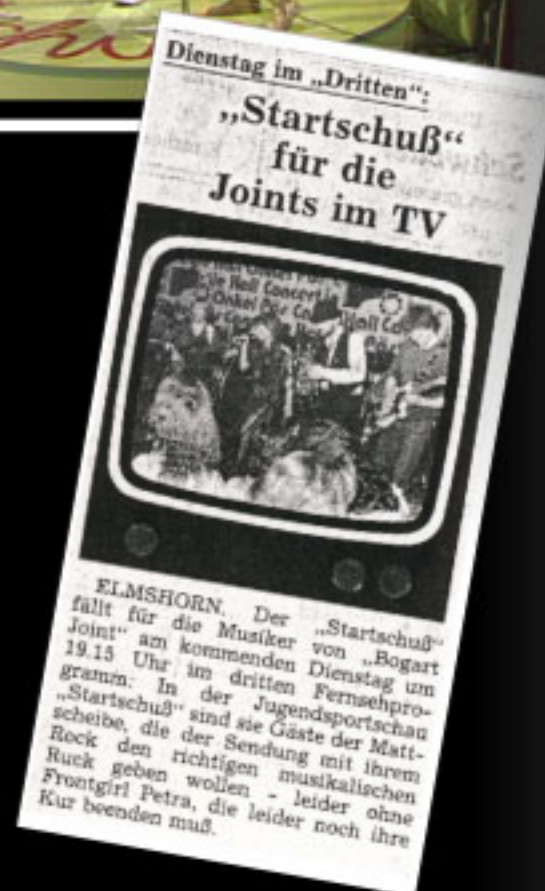 Dienstag im „Dritten“:
„Startschuß“
für die
Joints im TV
ELMSHORN. Der „Startschuß“
fällt für die Musiker von „Bogart
Joint“ am kommenden Dienstag um
19.15 Uhr im dritten Fernsehpro-
gramm: In der Jugendsportschau
„Startschuß“ sind sie Gäste der Matt-
scheibe, die der Sendung mit ihrem
Rock den richtigen musikalischen
Ruck geben wollen - leider ohne
Frontgirl Petra, die leider noch ihre
Kur beenden muß.